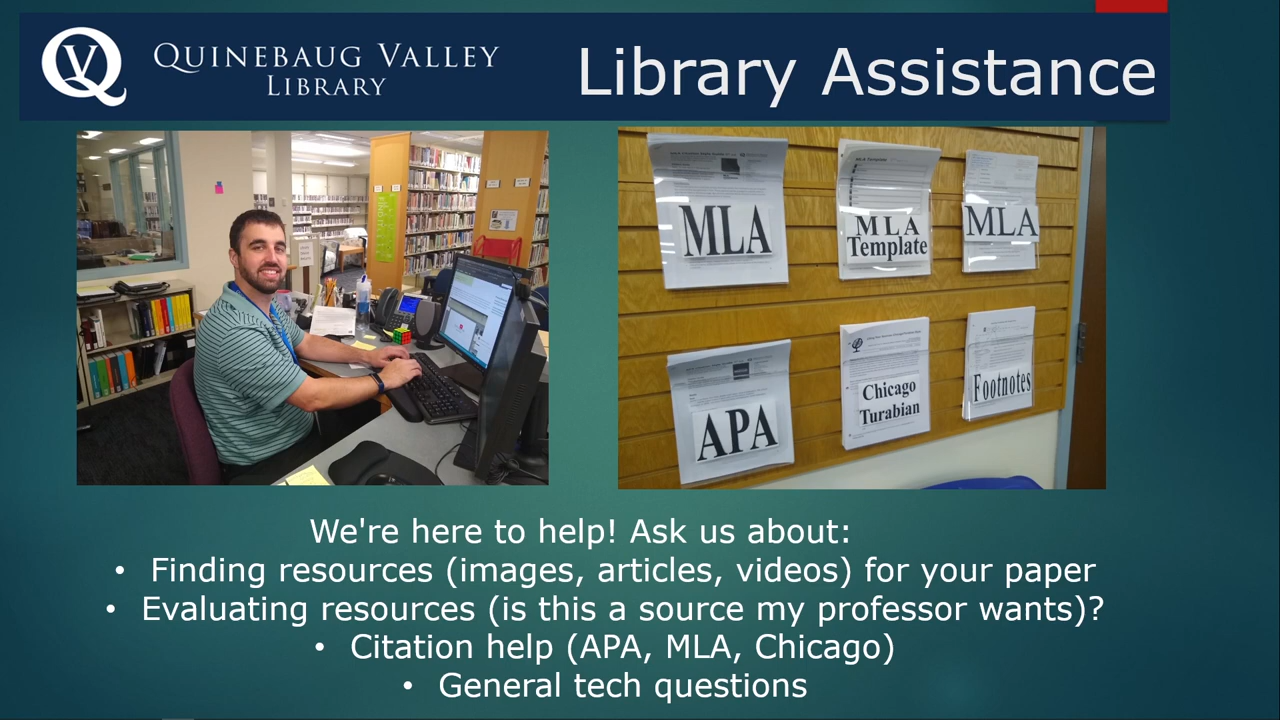 QUINEBAUG VALLEY
LIBRARY
Library Assistance
MLA
MLA Template
M L A
Template
MLA
APA
Chicago
Turabian
Footnotes
We're here to help! Ask us about:
• Finding resources (images, articles, videos) for your paper
• Evaluating resources (is this a source my professor wants)?
• Citation help (APA, MLA, Chicago)
• General tech questions